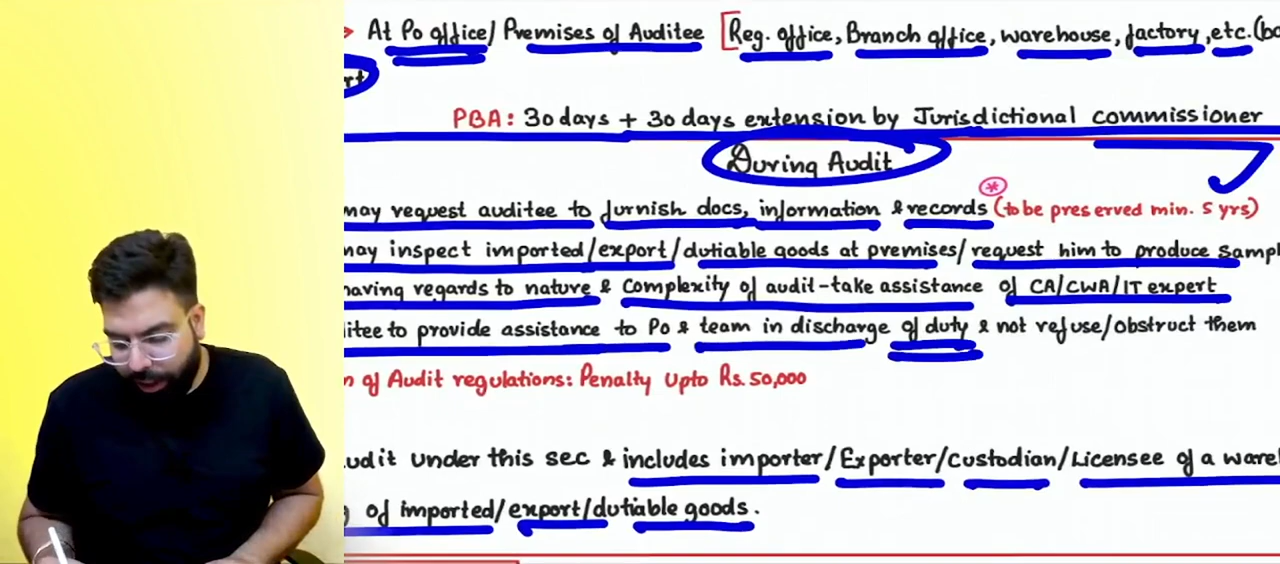 At Po office/ Premises of Auditee [Reg. office, Branch office, warehouse, factory, etc.(bo
rt
PBA: 30 days + 30 days extension by Jurisdictional commissioner
During Audit
may request auditee to furnish docs, information & records (*) (to be preserved min. 5 yrs)
may inspect imported/export/dutiable goods at premises/request him to produce sampl
having regards to nature & Complexity of audit-take assistance of CA/CWA/IT expert
itee to provide assistance to Po & team in discharge of duty & not refuse/obstruct them
n of Audit regulations: Penalty Upto Rs. 50,000
udit under this sec & includes importer/Exporter/custodian/Licensee of a ware
g of imported/export/dutiable goods.